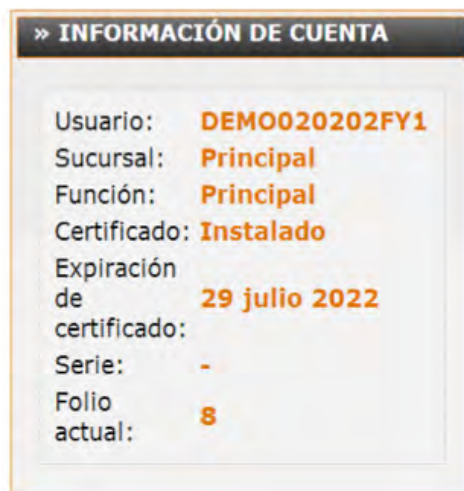 » INFORMACIÓN DE CUENTA
Usuario: DEMO020202FY1
Sucursal: Principal
Función: Principal
Certificado: Instalado
Expiración
de
certificado: 29 julio 2022
Serie: -
Folio
actual: 8